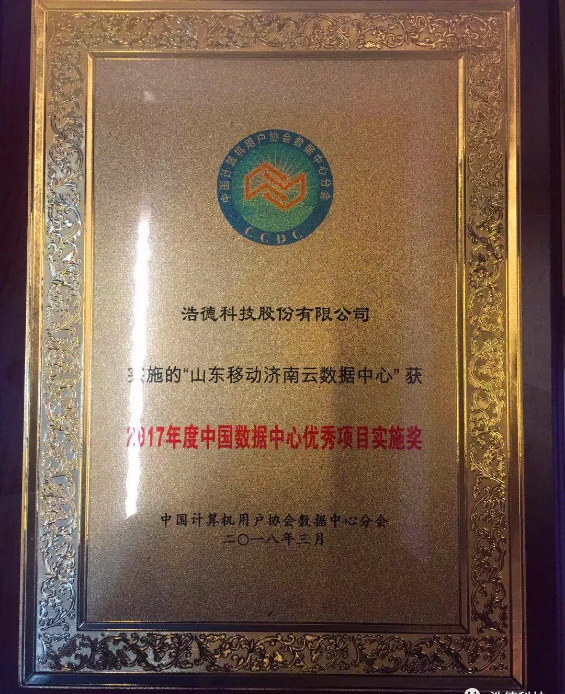 中国计算机用户协会数据中心分会
C C D C
浩德科技股份有限公司
实施的“山东移动济南云数据中心”获
2017年度中国数据中心优秀项目实施奖
中国计算机用户协会数据中心分会
二〇一八年三月